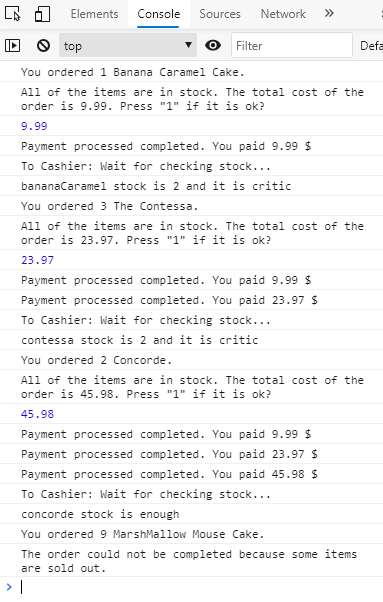 Elements Console Sources Network »
top Filter Defa
You ordered 1 Banana Caramel Cake.
All of the items are in stock. The total cost of the
order is 9.99. Press "1" if it is ok?
9.99
Payment processed completed. You paid 9.99 $
To Cashier: Wait for checking stock...
bananaCaramel stock is 2 and it is critic
You ordered 3 The Contessa.
All of the items are in stock. The total cost of the
order is 23.97. Press "1" if it is ok?
23.97
Payment processed completed. You paid 9.99 $
Payment processed completed. You paid 23.97 $
To Cashier: Wait for checking stock...
contessa stock is 2 and it is critic
You ordered 2 Concorde.
All of the items are in stock. The total cost of the
order is 45.98. Press "1" if it is ok?
45.98
Payment processed completed. You paid 9.99 $
Payment processed completed. You paid 23.97 $
Payment processed completed. You paid 45.98 $
To Cashier: Wait for checking stock...
concorde stock is enough
You ordered 9 MarshMallow Mouse Cake.
The order could not be completed because some items
are sold out.
>